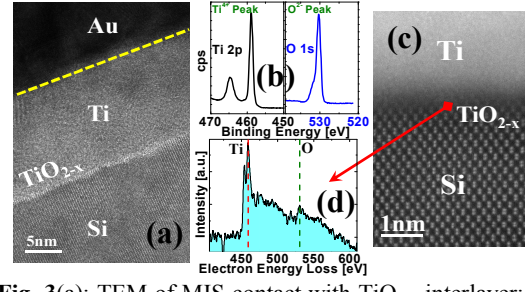 Au
Ti
TiO2-x
Si
5nm
(a)
Ti4+ Peak
O2- Peak
Ti 2p
O 1s
(b)
cps
470 460 450 530 520
Binding Energy [eV]
Ti
O
(d)
Intensity [a.u.]
450 500 550 600
Electron Energy Loss [eV]
(c)
Ti
TiO2-x
Si
1nm
Fig. 3(a): TEM of MIS contact with TiO2-x interlayer;